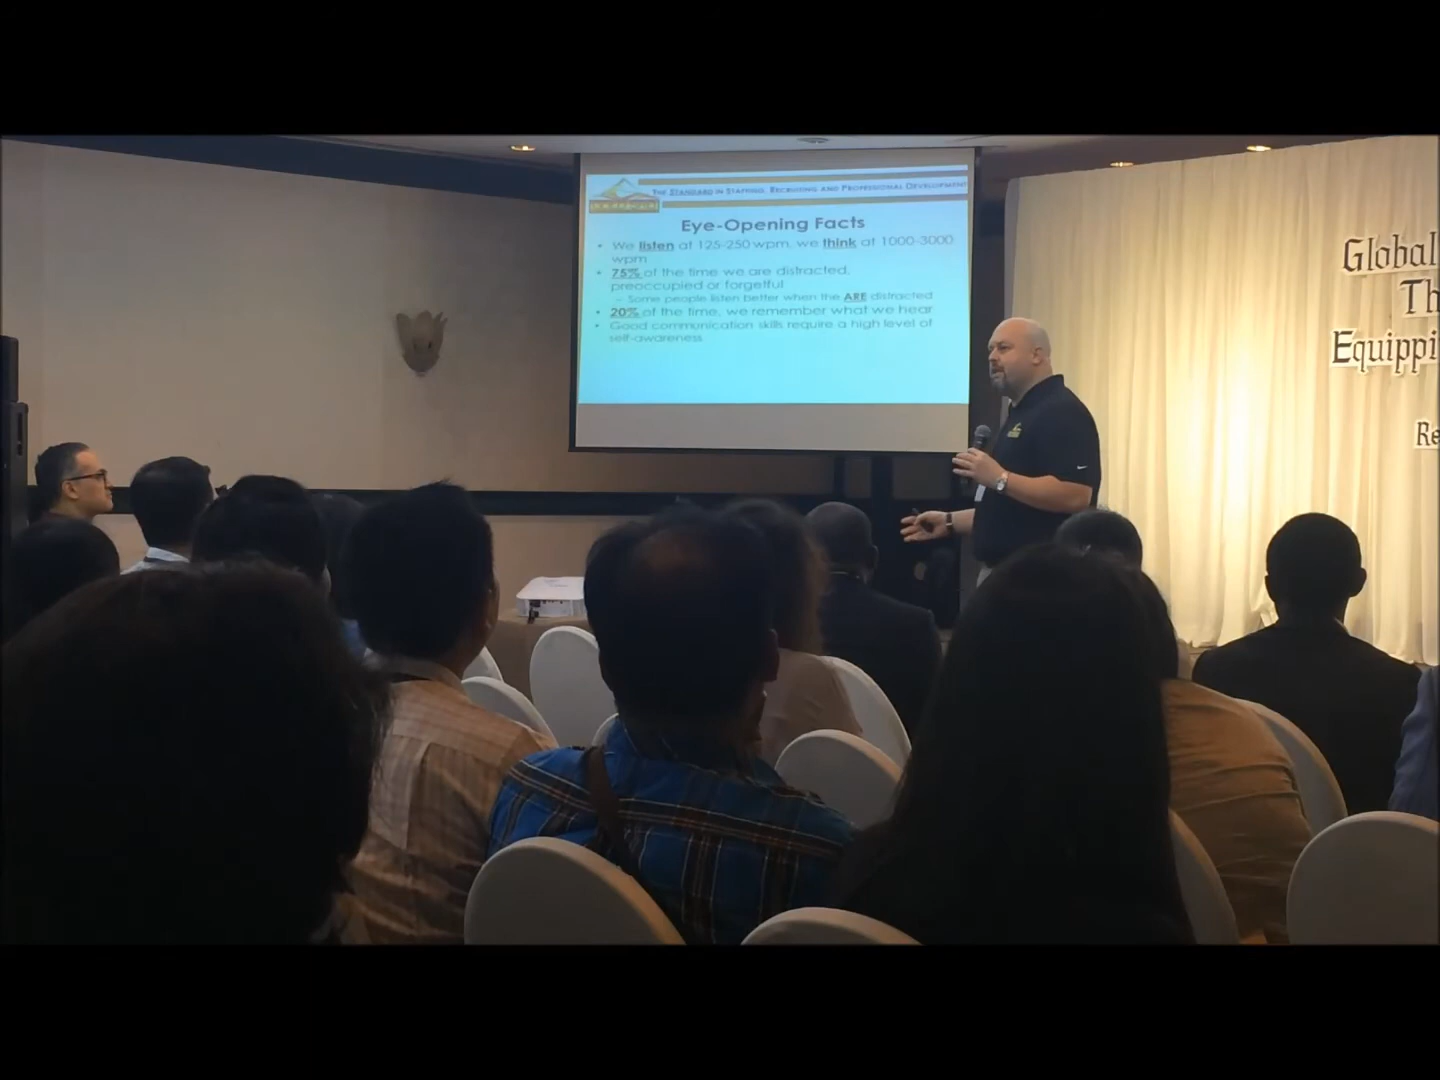 THE STANDARD IN STAFFING, RECRUITING AND PROFESSIONAL DEVELOPMENT
Eye-Opening Facts
• We listen at 125-250 wpm, we think at 1000-3000
wpm
• 75% of the time we are distracted,
preoccupied or forgetful
– Some people listen better when the ARE distracted
• 20% of the time, we remember what we hear
• Good communication skills require a high level of
self-awareness
Global
Th
Equippi
Re